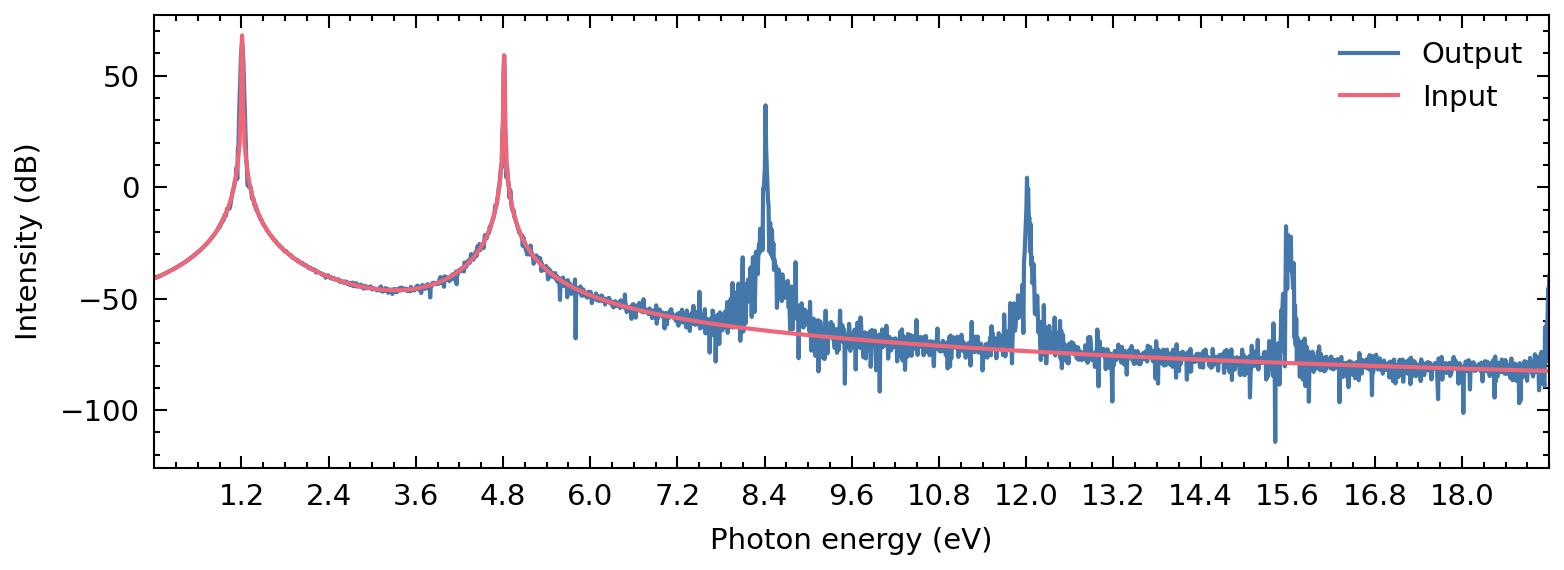 Output
Input
50
0
−50
−100
Intensity (dB)
1.2 2.4 3.6 4.8 6.0 7.2 8.4 9.6 10.8 12.0 13.2 14.4 15.6 16.8 18.0
Photon energy (eV)